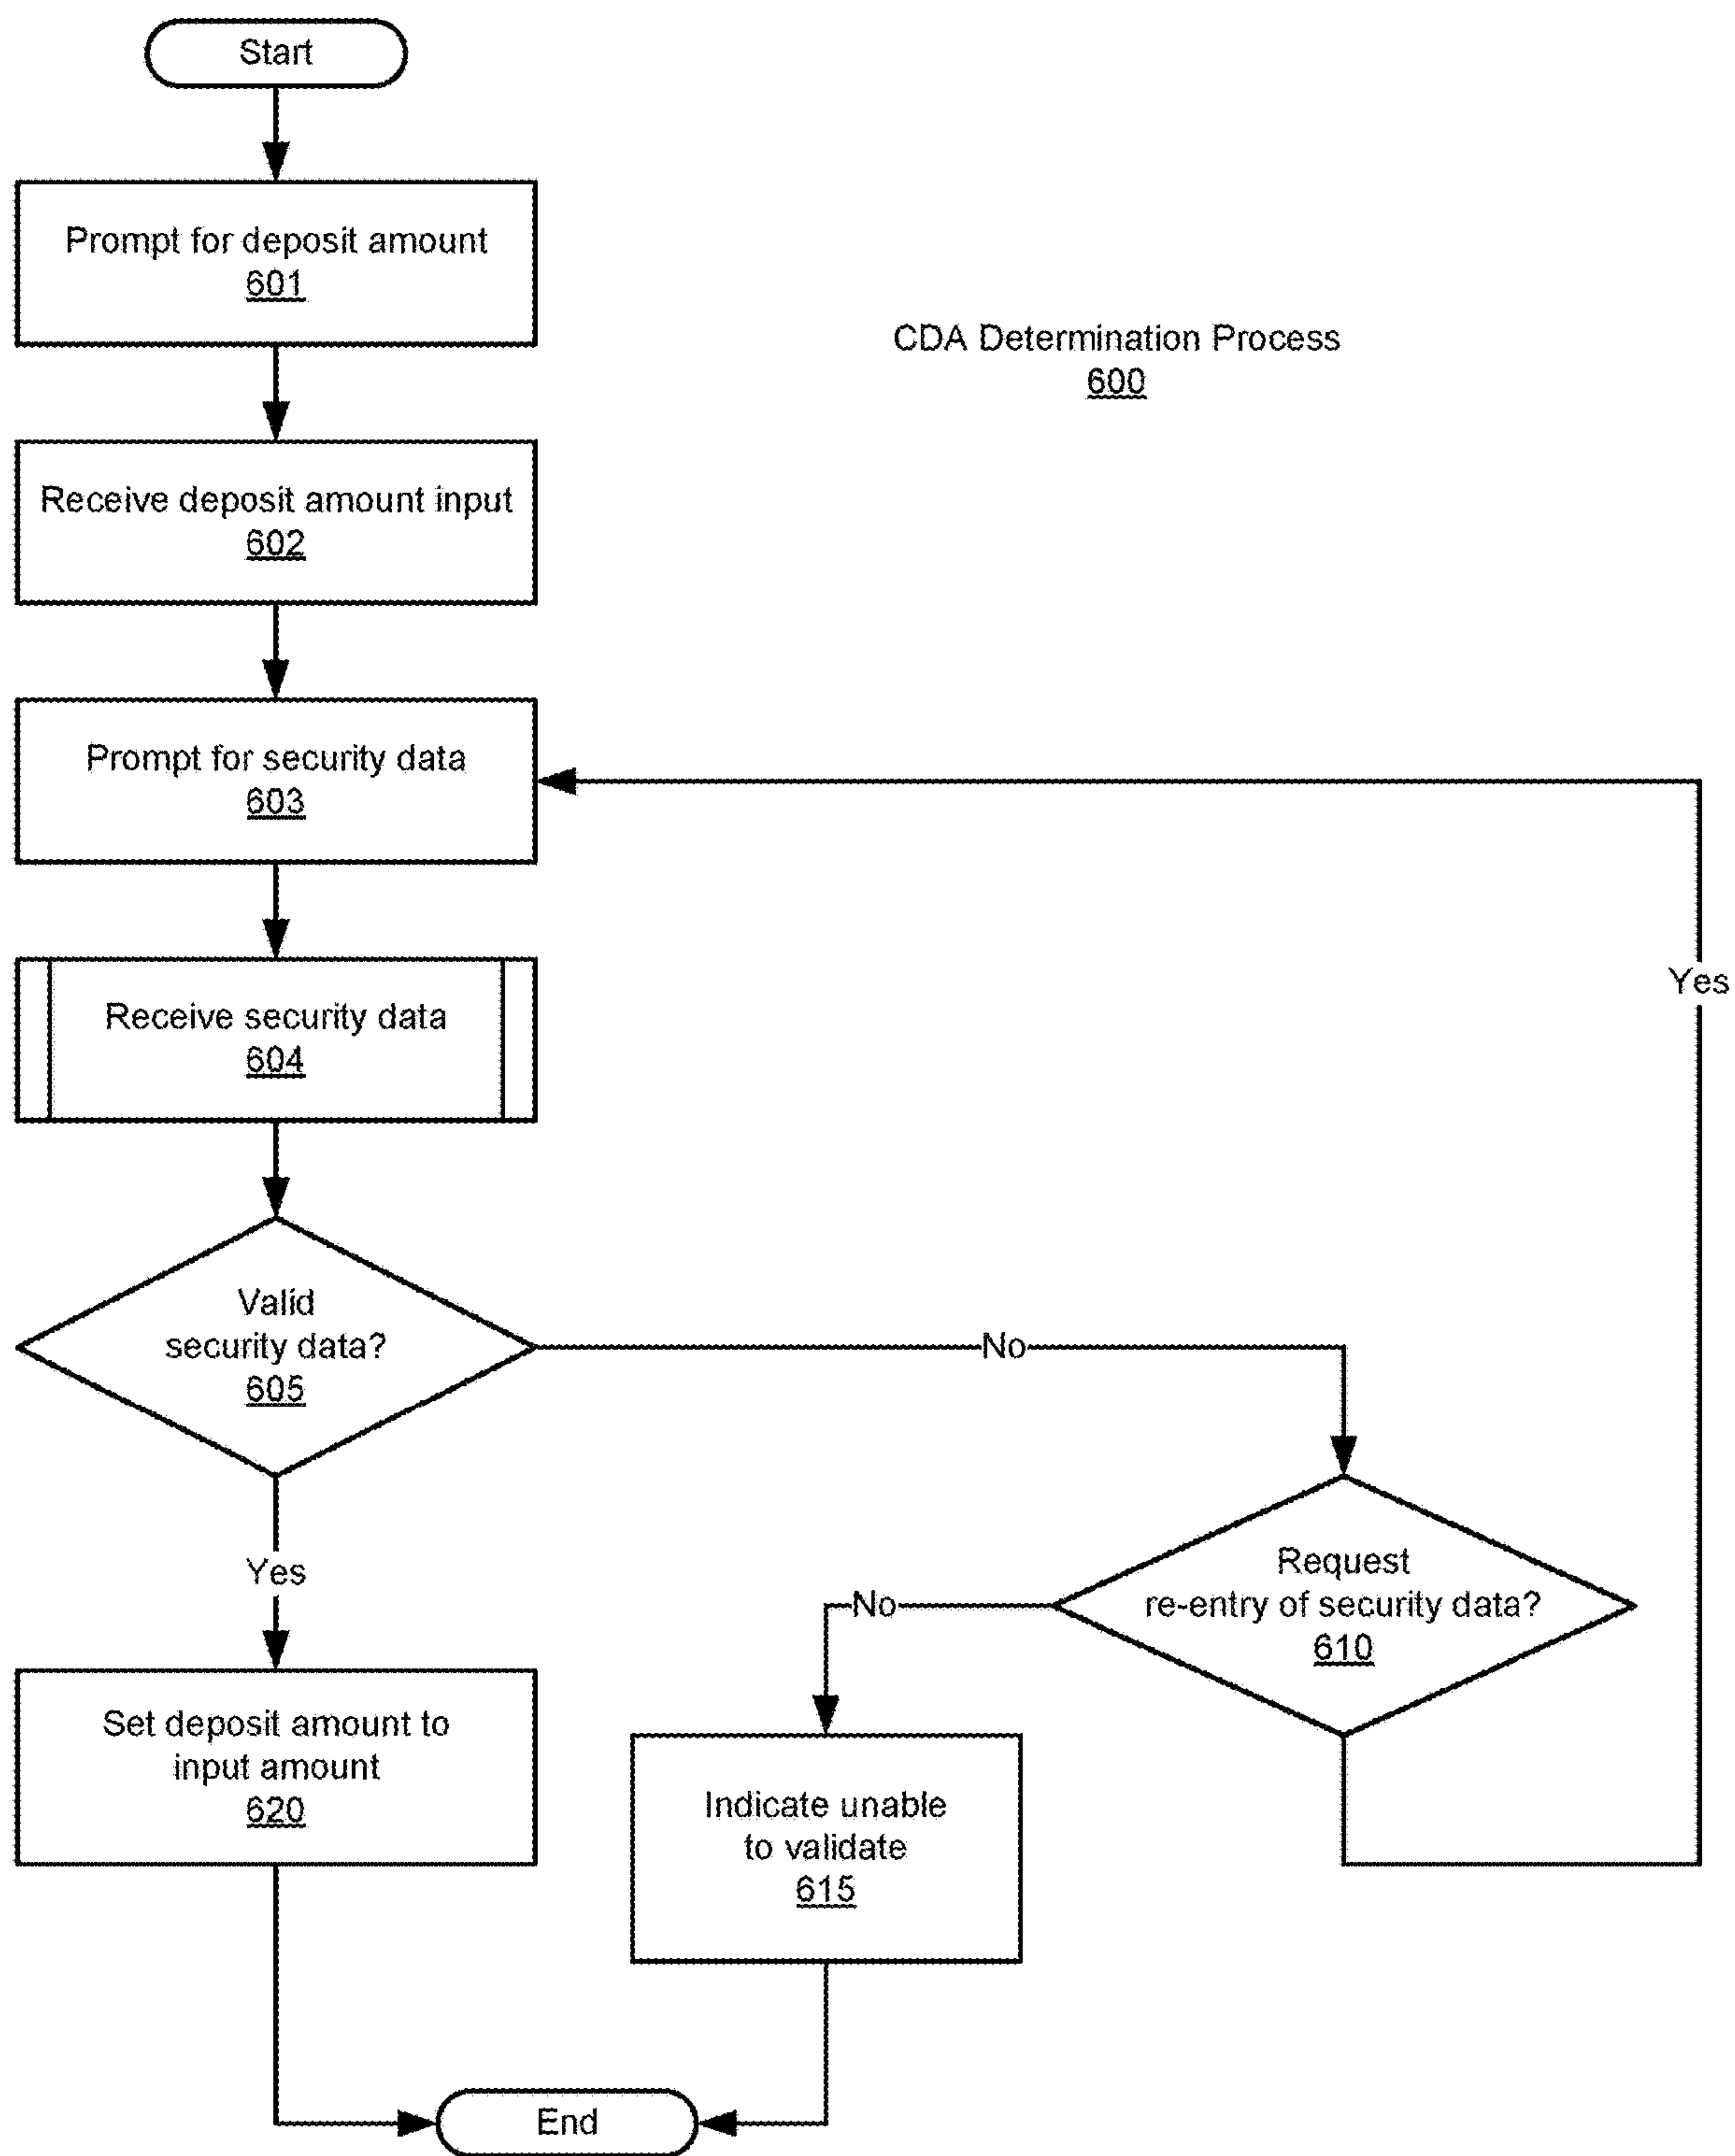 Start
Prompt for deposit amount
601
CDA Determination Process
600
Receive deposit amount input
602
Prompt for security data
603
Receive security data
604
Yes
Valid
security data?
605
No
Yes
Request
re-entry of security data?
610
No
Set deposit amount to
input amount
620
Indicate unable
to validate
615
End